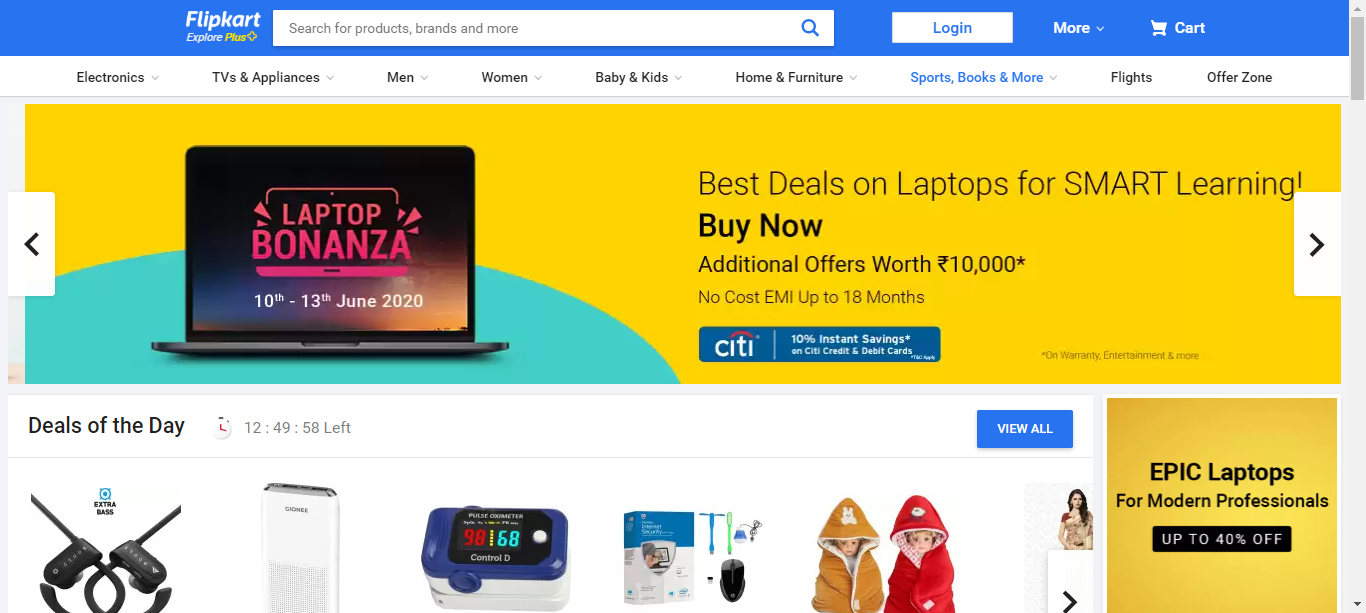 Flipkart
Explore Plus
Search for products, brands and more
Login
More
Cart
Electronics
TVs & Appliances
Men
Women
Baby & Kids
Home & Furniture
Sports, Books & More
Flights
Offer Zone
LAPTOP
BONANZA
10th - 13th June 2020
Best Deals on Laptops for SMART Learning!
Buy Now
Additional Offers Worth ₹10,000*
No Cost EMI Up to 18 Months
citi
10% Instant Savings*
on Citi Credit & Debit Cards
*T&C Apply
*On Warranty, Entertainment & more
Deals of the Day
12 : 49 : 58 Left
VIEW ALL
EXTRA
BASS
GIONEE
PULSE OXIMETER
98 68
Control D
Internet
Security
EPIC Laptops
For Modern Professionals
UP TO 40% OFF